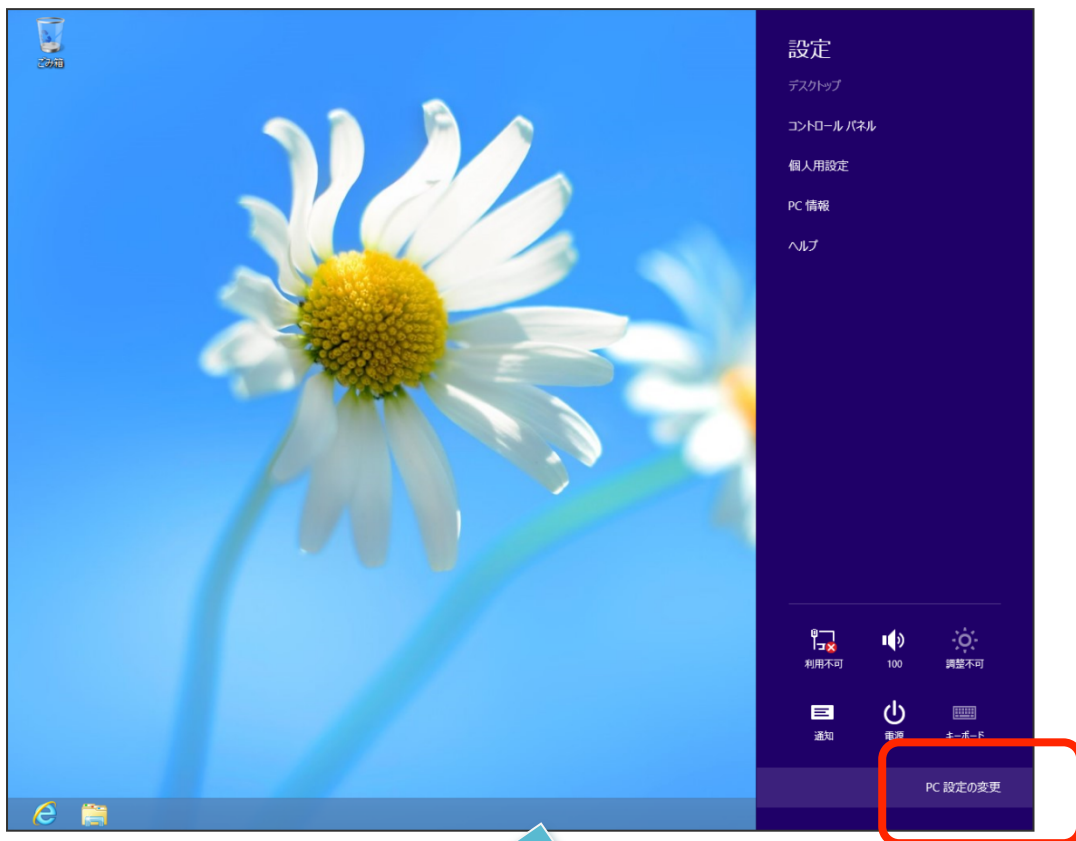 ごみ箱
設定
デスクトップ
コントロール パネル
個人用設定
PC 情報
ヘルプ
利用不可
100
調整不可
通知
電源
キーボード
PC 設定の変更